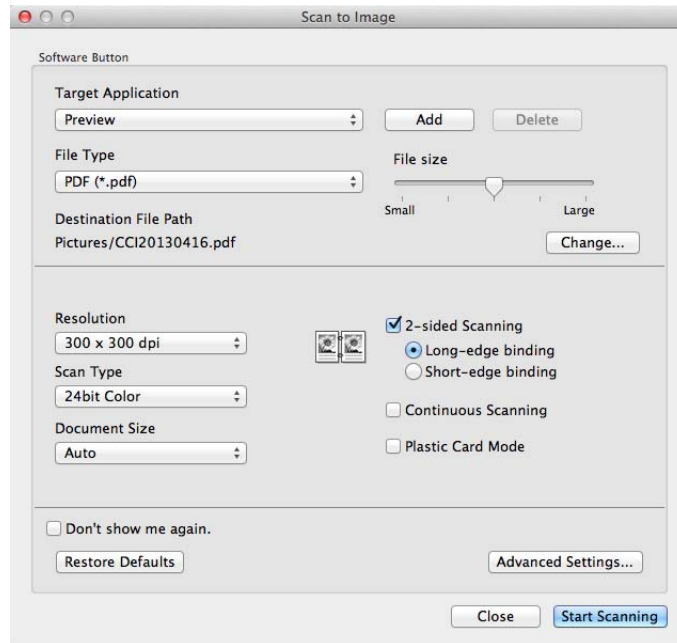 Scan to Image
Software Button
Target Application
Preview
Add
Delete
File Type
File size
PDF (*.pdf)
Small
Large
Destination File Path
Pictures/CCI20130416.pdf
Change...
Resolution
300 x 300 dpi
2-sided Scanning
Long-edge binding
Scan Type
Short-edge binding
24bit Color
Continuous Scanning
Document Size
Auto
Plastic Card Mode
Don't show me again.
Restore Defaults
Advanced Settings...
Close
Start Scanning